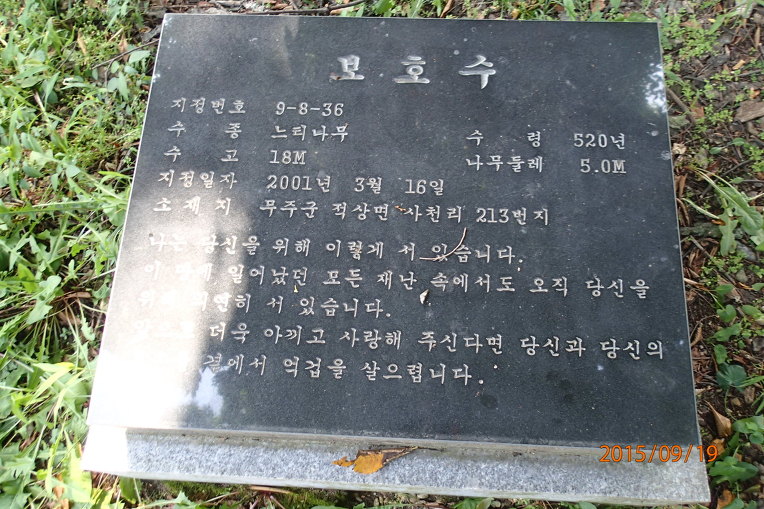 보호수
지정번호 9-8-36
수 종 느티나무 수 령 520년
수 고 18M 나무둘레 5.0M
지정일자 2001년 3월 16일
소재지 무주군 적상면 사천리 213번지
나는 당신을 위해 이렇게 서 있습니다.
이 일어났던 모든 재난 속에서도 오직 당신을
서 있습니다.
더욱 아끼고 사랑해 주신다면 당신과 당신의
곁에서 억겁을 살으렵니다.
2015/09/19